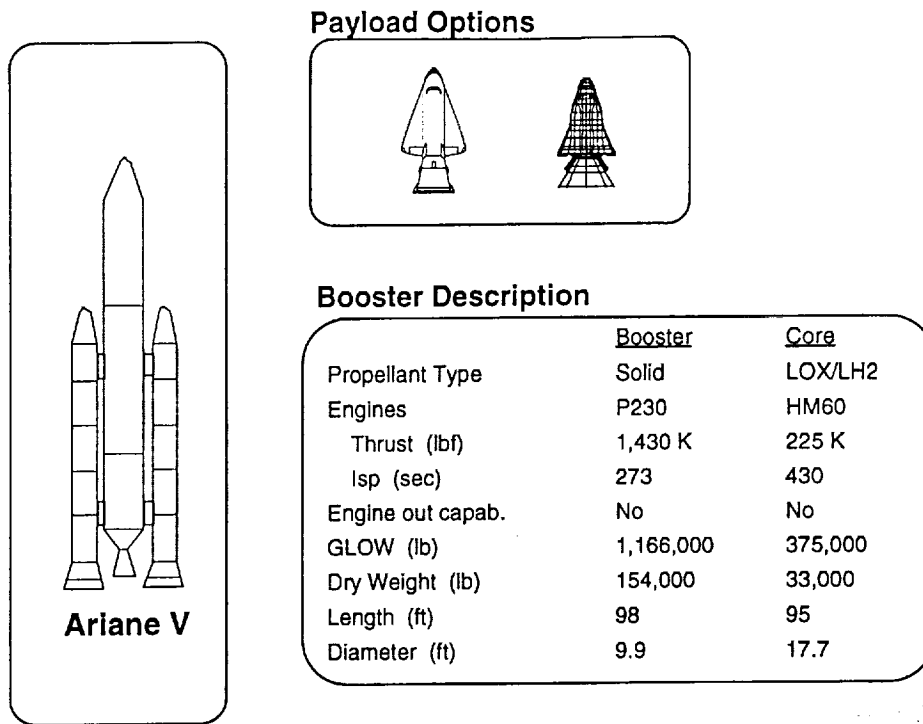 Payload Options
Ariane V
Booster Description
Booster Core
Propellant Type Solid LOX/LH2
Engines P230 HM60
Thrust (lbf) 1,430 K 225 K
Isp (sec) 273 430
Engine out capab. No No
GLOW (lb) 1,166,000 375,000
Dry Weight (lb) 154,000 33,000
Length (ft) 98 95
Diameter (ft) 9.9 17.7